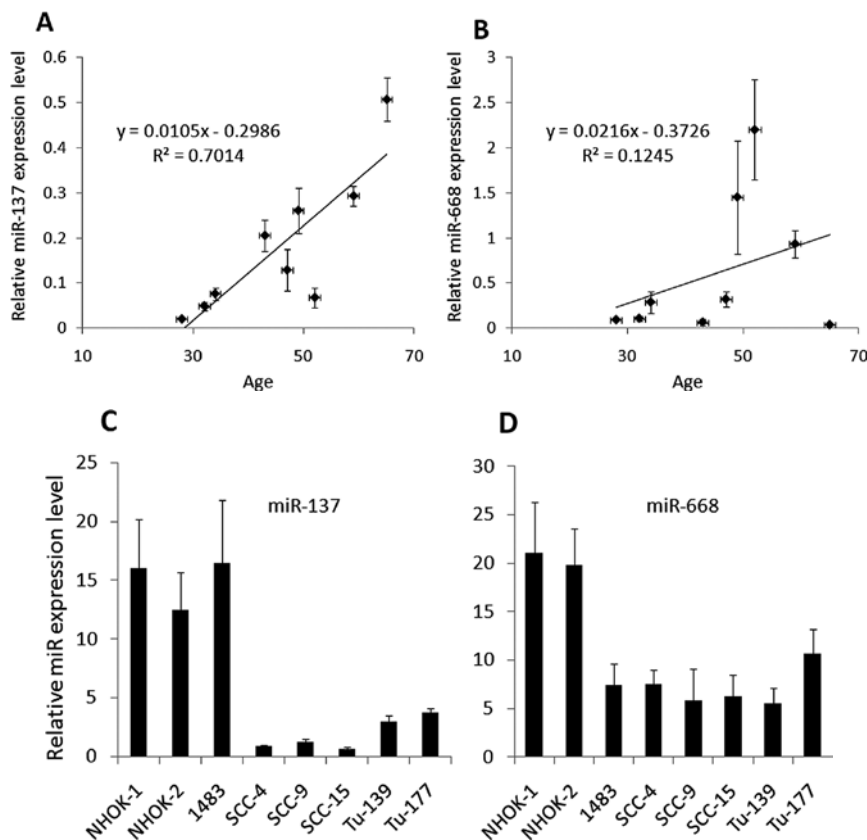 A
Relative miR-137 expression level
0.6
0.5
0.4
0.3
0.2
0.1
0
y = 0.0105x - 0.2986
R² = 0.7014
10
30
50
70
Age
B
Relative miR-668 expression level
3
2.5
2
1.5
1
0.5
0
y = 0.0216x - 0.3726
R² = 0.1245
10
30
50
70
Age
C
Relative miR expression level
25
20
15
10
5
0
miR-137
NHOK-1
NHOK-2
1483
SCC-4
SCC-9
SCC-15
Tu-139
Tu-177
D
30
25
20
15
10
5
0
miR-668
NHOK-1
NHOK-2
1483
SCC-4
SCC-9
SCC-15
Tu-139
Tu-177